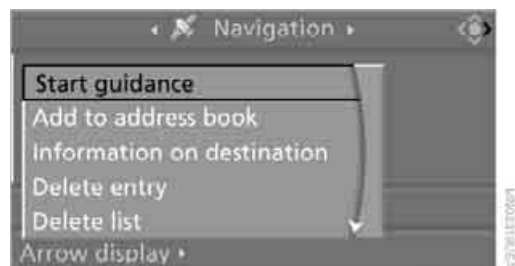 Navigation
Start guidance
Add to address book
Information on destination
Delete entry
Delete list
Arrow display